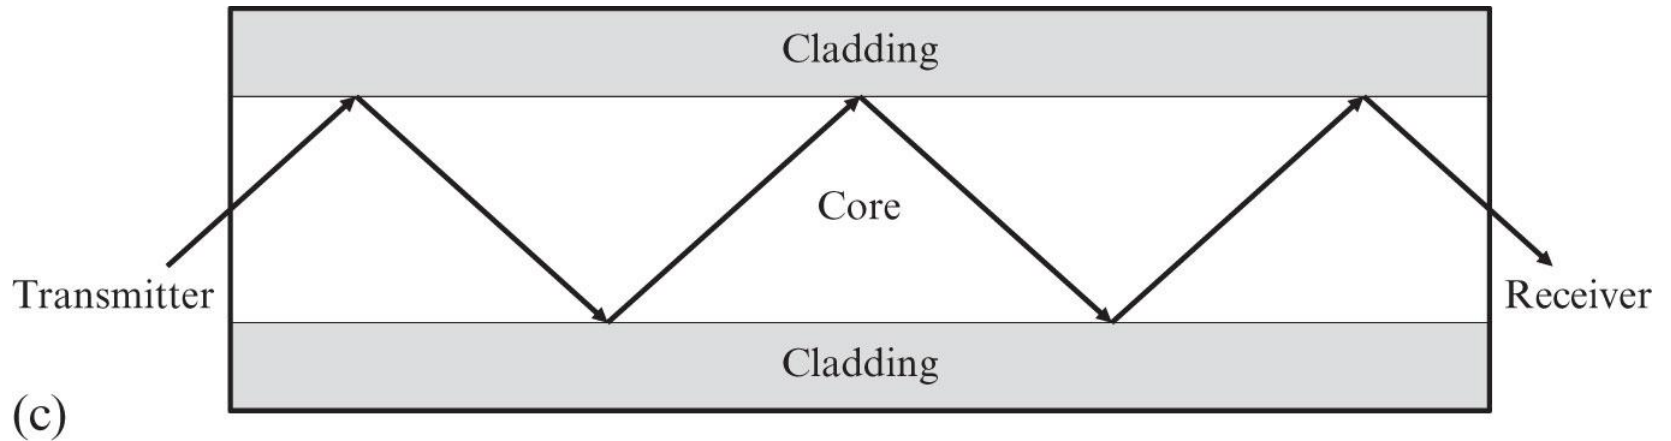 Cladding
Core
Transmitter
Receiver
Cladding
(c)